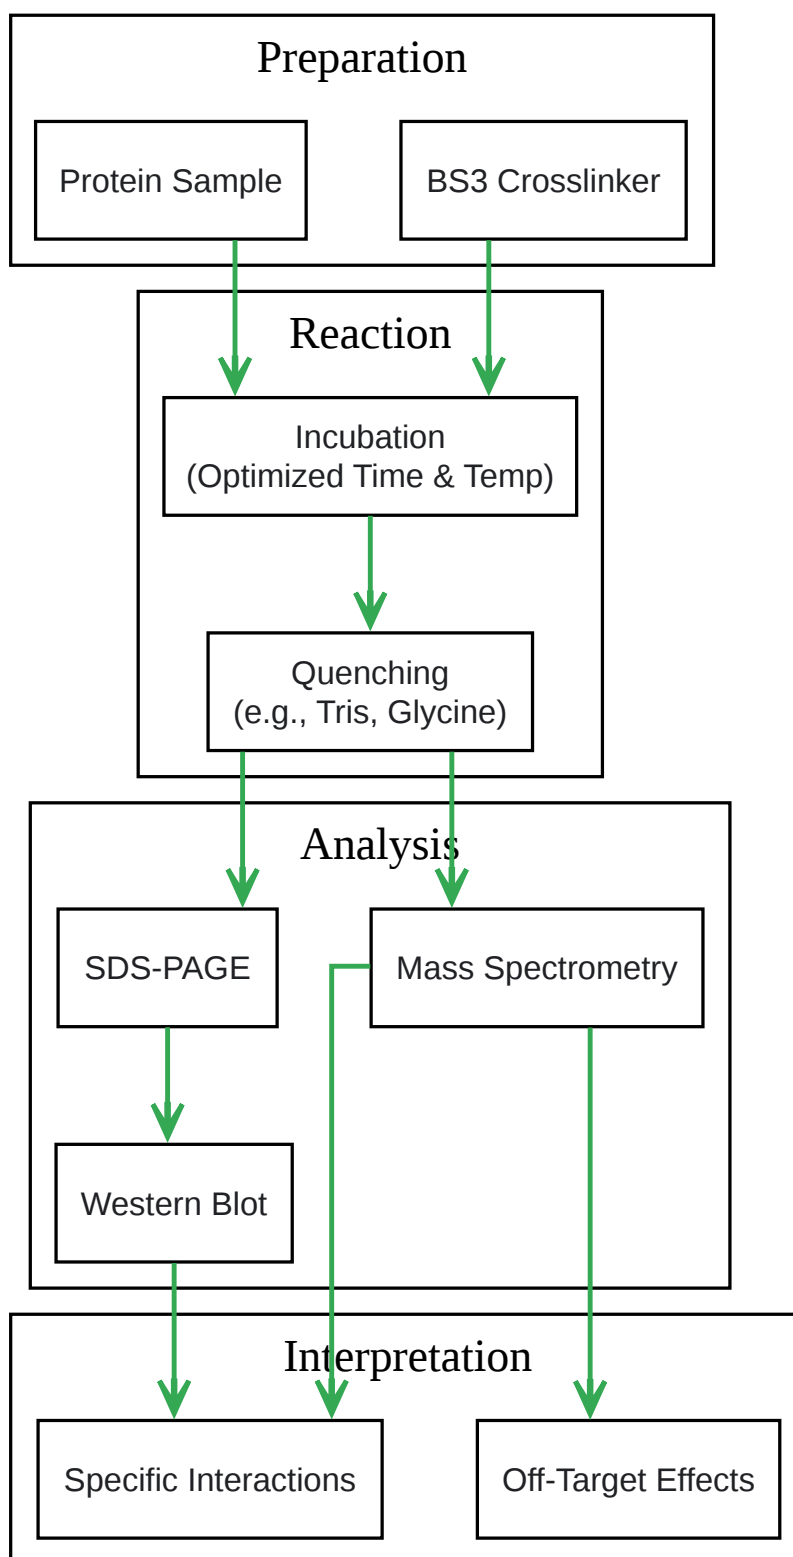 Preparation
Protein Sample
BS3 Crosslinker
Reaction
Incubation
(Optimized Time & Temp)
Quenching
(e.g., Tris, Glycine)
Analysis
SDS-PAGE
Mass Spectrometry
Western Blot
Interpretation
Specific Interactions
Off-Target Effects